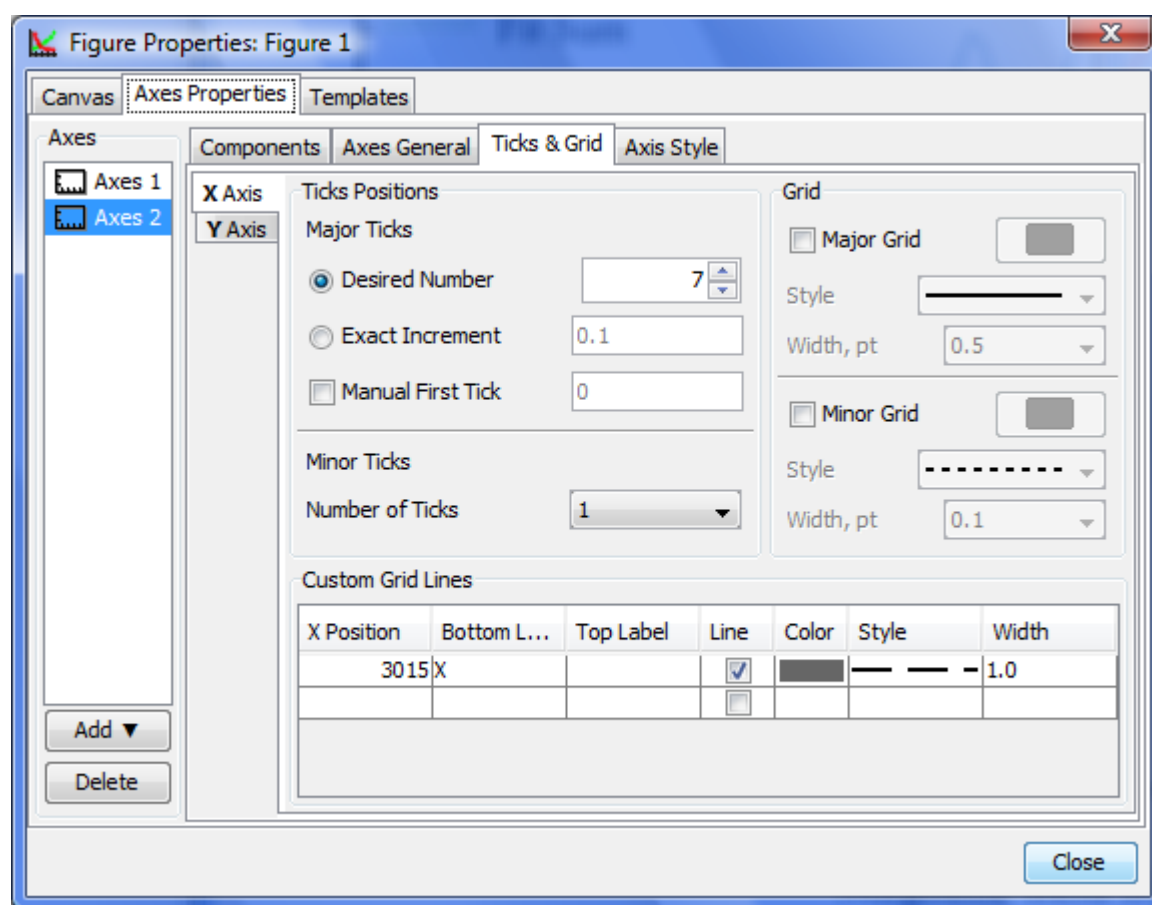 Figure Properties: Figure 1
Canvas Axes Properties Templates
Axes
Axes 1
Axes 2
Add ▼
Delete
Components Axes General Ticks & Grid Axis Style
X Axis
Y Axis
Ticks Positions
Major Ticks
Desired Number 7
Exact Increment 0.1
Manual First Tick 0
Minor Ticks
Number of Ticks 1
Grid
Major Grid
Style
Width, pt 0.5
Minor Grid
Style
Width, pt 0.1
Custom Grid Lines
X Position Bottom L... Top Label Line Color Style Width
3015 X 1.0
Close